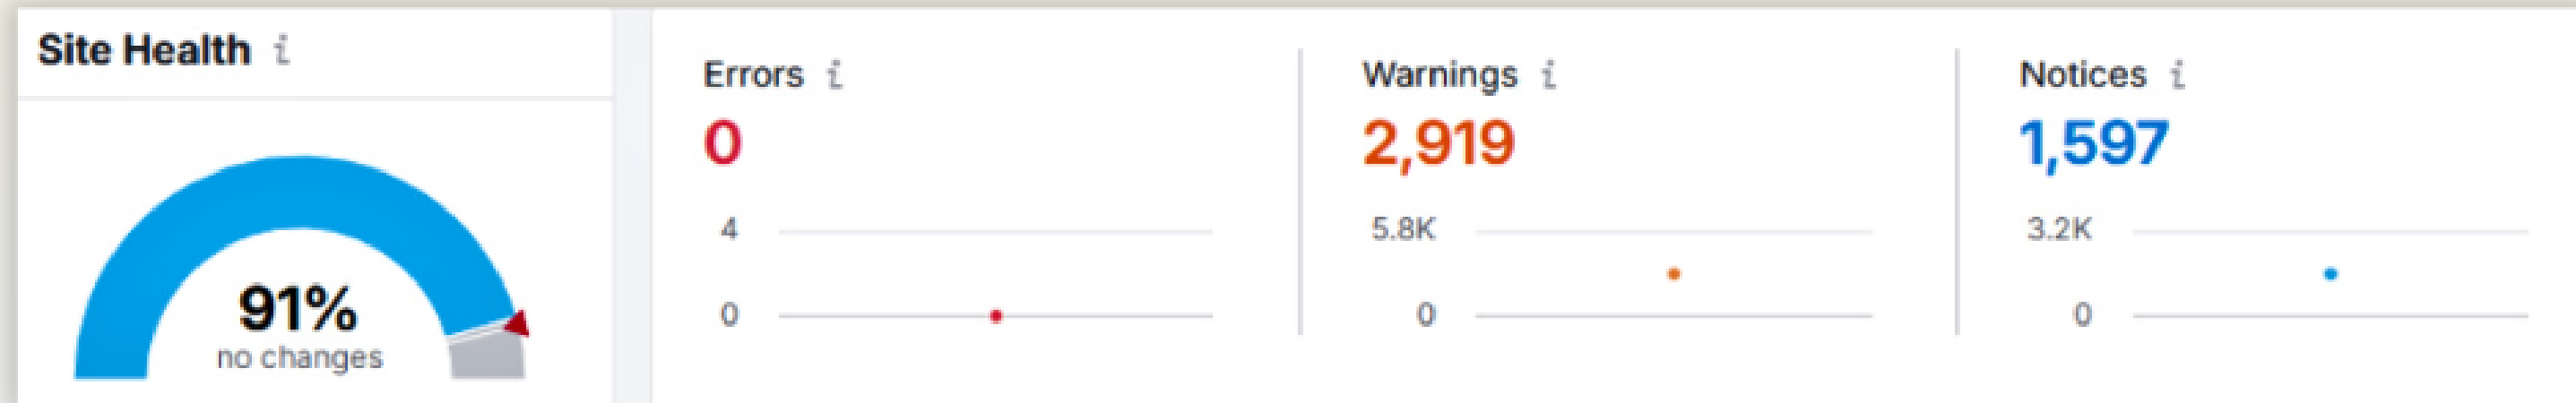 Site Health i
91%
no changes
Errors i
0
4
0
Warnings i
2,919
5.8K
0
Notices i
1,597
3.2K
0